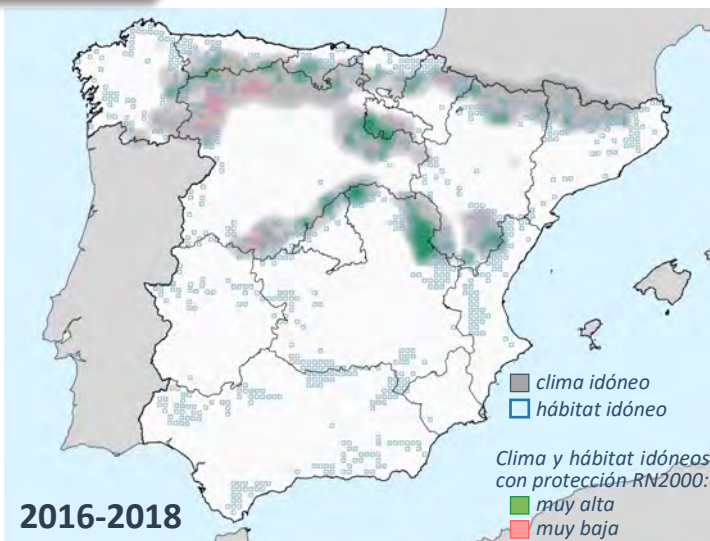 clima idóneo
hábitat idóneo
Clima y hábitat idóneos
con protección RN2000:
muy alta
muy baja
2016-2018